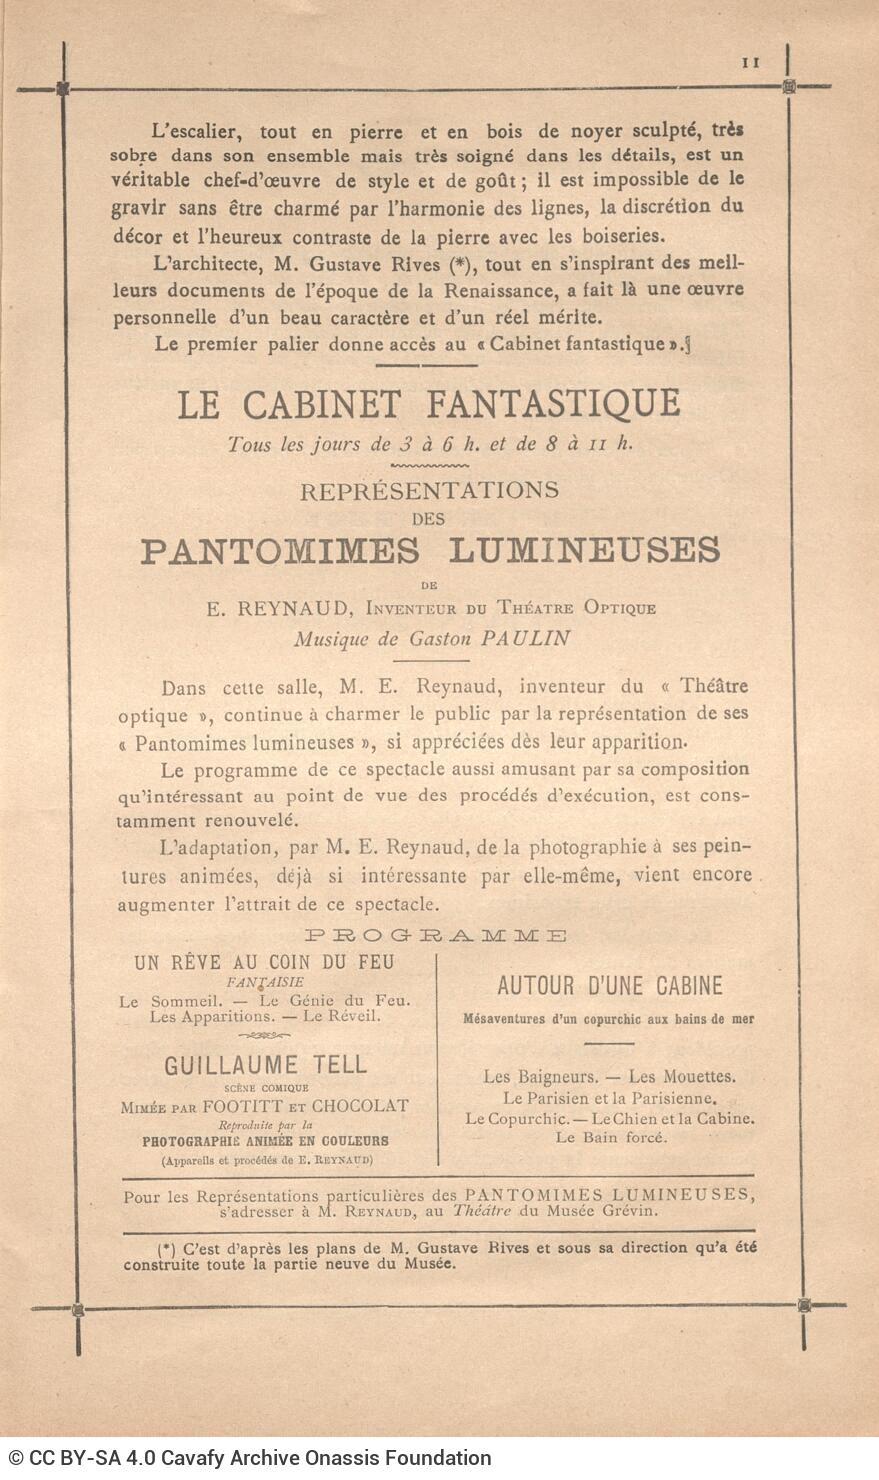 11
L'escalier, tout en pierre et en bois de noyer sculpté, très
sobre dans son ensemble mais très soigné dans les détails, est un
véritable chef-d'œuvre de style et de goût ; il est impossible de le
gravir sans être charmé par l'harmonie des lignes, la discrétion du
décor et l'heureux contraste de la pierre avec les boiseries.
L'architecte, M. Gustave Rives (*), tout en s'inspirant des meil-
leurs documents de l'époque de la Renaissance, a fait là une œuvre
personnelle d'un beau caractère et d'un réel mérite.
Le premier palier donne accès au « Cabinet fantastique ».
LE CABINET FANTASTIQUE
Tous les jours de 3 à 6 h. et de 8 à 11 h.
REPRÉSENTATIONS
DES
PANTOMIMES LUMINEUSES
DE
E. REYNAUD, INVENTEUR DU THÉATRE OPTIQUE
Musique de Gaston PAULIN
Dans cette salle, M. E. Reynaud, inventeur du « Théâtre
optique », continue à charmer le public par la représentation de ses
« Pantomimes lumineuses », si appréciées dès leur apparition.
Le programme de ce spectacle aussi amusant par sa composition
qu'intéressant au point de vue des procédés d'exécution, est cons-
tamment renouvelé.
L'adaptation, par M. E. Reynaud, de la photographie à ses pein-
tures animées, déjà si intéressante par elle-même, vient encore
augmenter l'attrait de ce spectacle.
PROGRAMME
UN RÊVE AU COIN DU FEU
FANTAISIE
Le Sommeil. — Le Génie du Feu.
Les Apparitions. — Le Réveil.
GUILLAUME TELL
SCÈNE COMIQUE
MIMÉE PAR FOOTITT ET CHOCOLAT
Reproduite par la
PHOTOGRAPHIE ANIMÉE EN COULEURS
(Appareils et procédés de E. REYNAUD)
AUTOUR D'UNE CABINE
Mésaventures d'un copurchic aux bains de mer
Les Baigneurs. — Les Mouettes.
Le Parisien et la Parisienne.
Le Copurchic. — Le Chien et la Cabine.
Le Bain forcé.
Pour les Représentations particulières des PANTOMIMES LUMINEUSES,
s'adresser à M. REYNAUD, au Théâtre du Musée Grévin.
(*) C'est d'après les plans de M. Gustave Rives et sous sa direction qu'a été
construite toute la partie neuve du Musée.
© CC BY-SA 4.0 Cavafy Archive Onassis Foundation